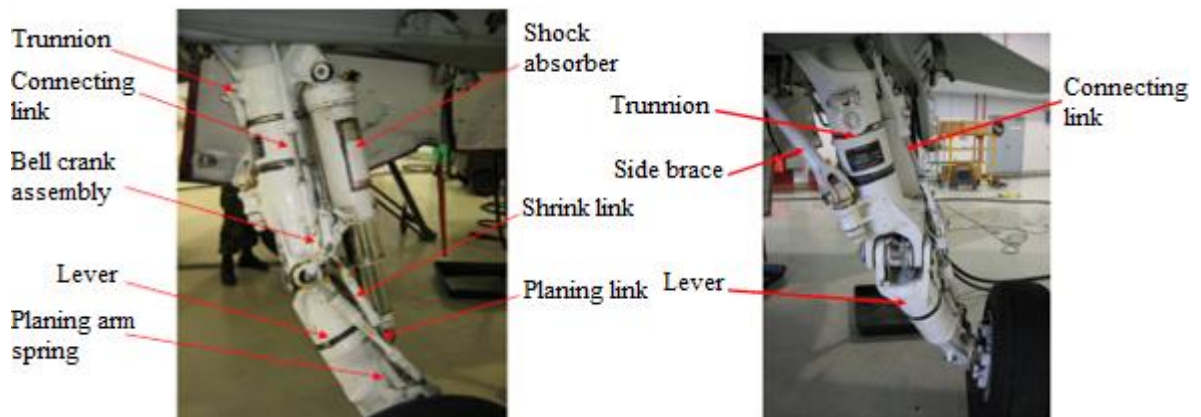 Trunnion
Connecting
link
Bell crank
assembly
Lever
Planing arm
spring
Shock
absorber
Shrink link
Planing link
Trunnion
Side brace
Lever
Connecting
link